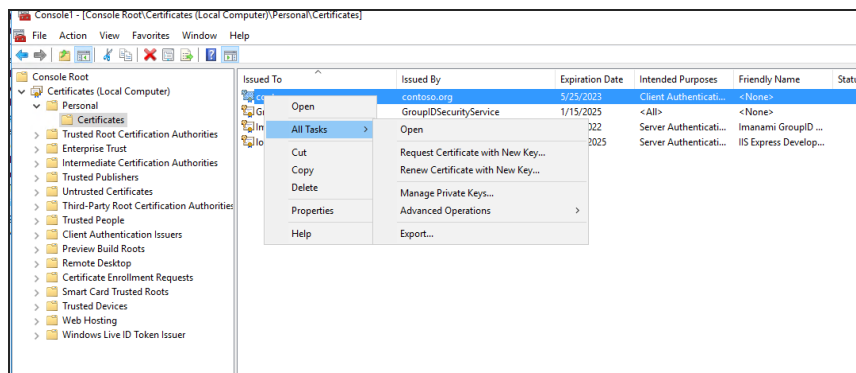 Console1 - [Console Root\Certificates (Local Computer)\Personal\Certificates]
File Action View Favorites Window Help
Console Root
Certificates (Local Computer)
Personal
Certificates
Trusted Root Certification Authorities
Enterprise Trust
Intermediate Certification Authorities
Trusted Publishers
Untrusted Certificates
Third-Party Root Certification Authorities
Trusted People
Client Authentication Issuers
Preview Build Roots
Remote Desktop
Certificate Enrollment Requests
Smart Card Trusted Roots
Trusted Devices
Web Hosting
Windows Live ID Token Issuer
Issued To Issued By Expiration Date Intended Purposes Friendly Name Statu
contoso.org 5/25/2023 Client Authenticati... <None>
GroupIDSecurityService 1/15/2025 <All> <None>
022 Server Authenticati... Imanami GroupID ...
2025 Server Authenticati... IIS Express Develop...
Open
All Tasks
Cut
Copy
Delete
Properties
Help
Open
Request Certificate with New Key...
Renew Certificate with New Key...
Manage Private Keys...
Advanced Operations
Export...